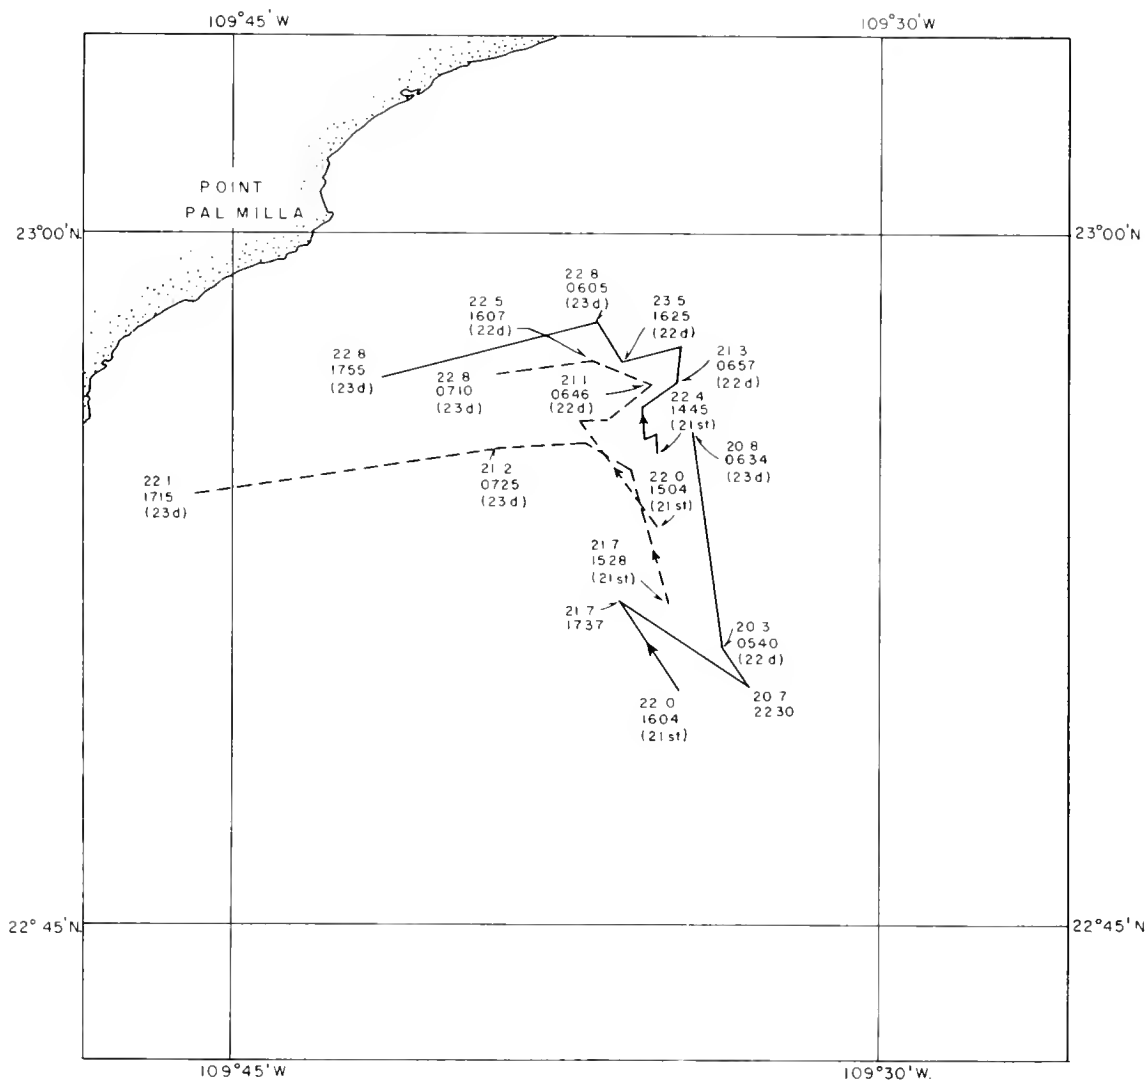 109°45'W
109°30'W
POINT
PALMILLA
23°00'N.
23°00'N
22 8
0605
(23d)
22 5
1607
(22d)
23.5
1625
(22d)
22 8
1755
(23d)
22 8
0710
(23d)
21.1
0646
(22d)
21.3
0657
(22d)
22.4
1445
(21st)
20 8
0634
(23d)
22 1
1715
(23d)
21.2
0725
(23d)
22 0
1504
(21st)
21 7
1528
(21st)
21.7
1737
20 3
0540
(22d)
20 7
2230
22 0
1604
(21st)
22°45'N.
22°45'N
109°45'W
109°30'W.